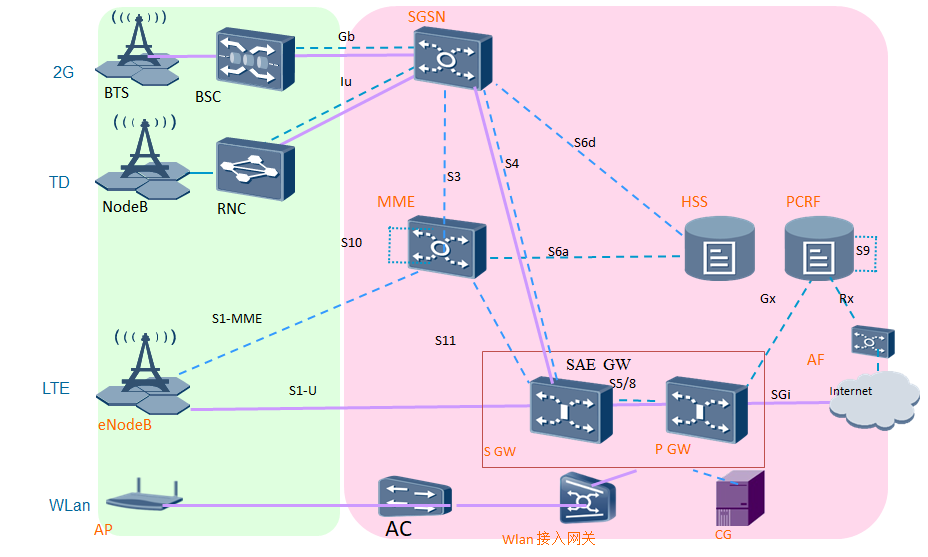 SGSN
Gb
2G
BTS
BSC
Iu
S6d
S4
S3
TD
NodeB
RNC
MME
HSS
PCRF
S10
S6a
S9
Gx
Rx
S1-MME
S11
AF
SAE GW
LTE
S1-U
S5/8
SGi
Internet
eNodeB
S GW
P GW
WLan
AP
AC
Wlan 接入网关
CG